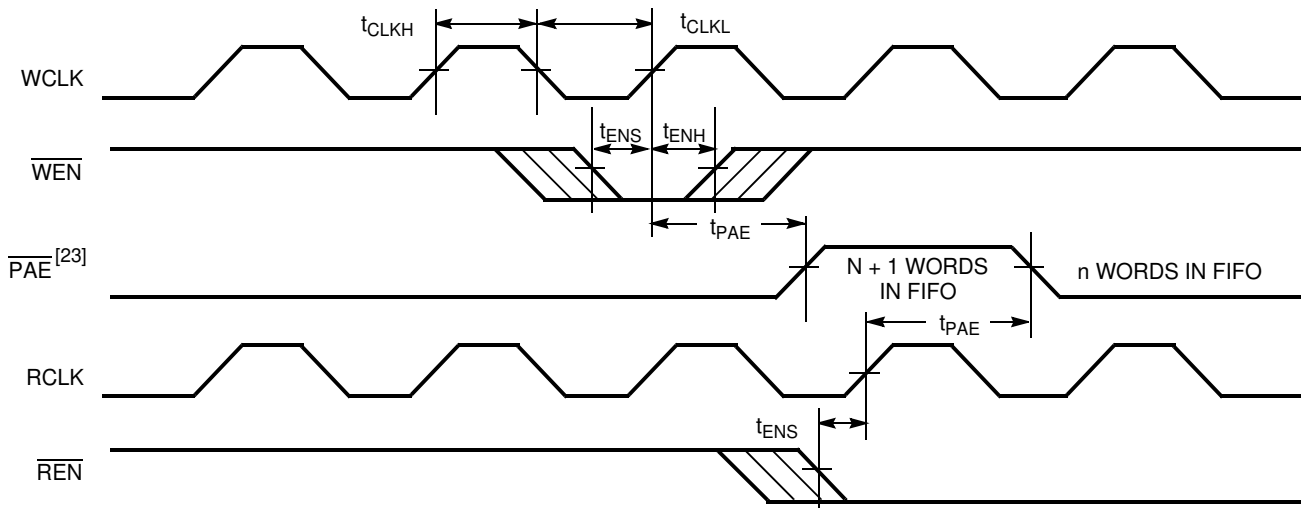 tCLKH
tCLKL
WCLK
tENS
tENH
WEN
tPAE
PAE[23]
N + 1 WORDS
IN FIFO
n WORDS IN FIFO
tPAE
RCLK
tENS
REN